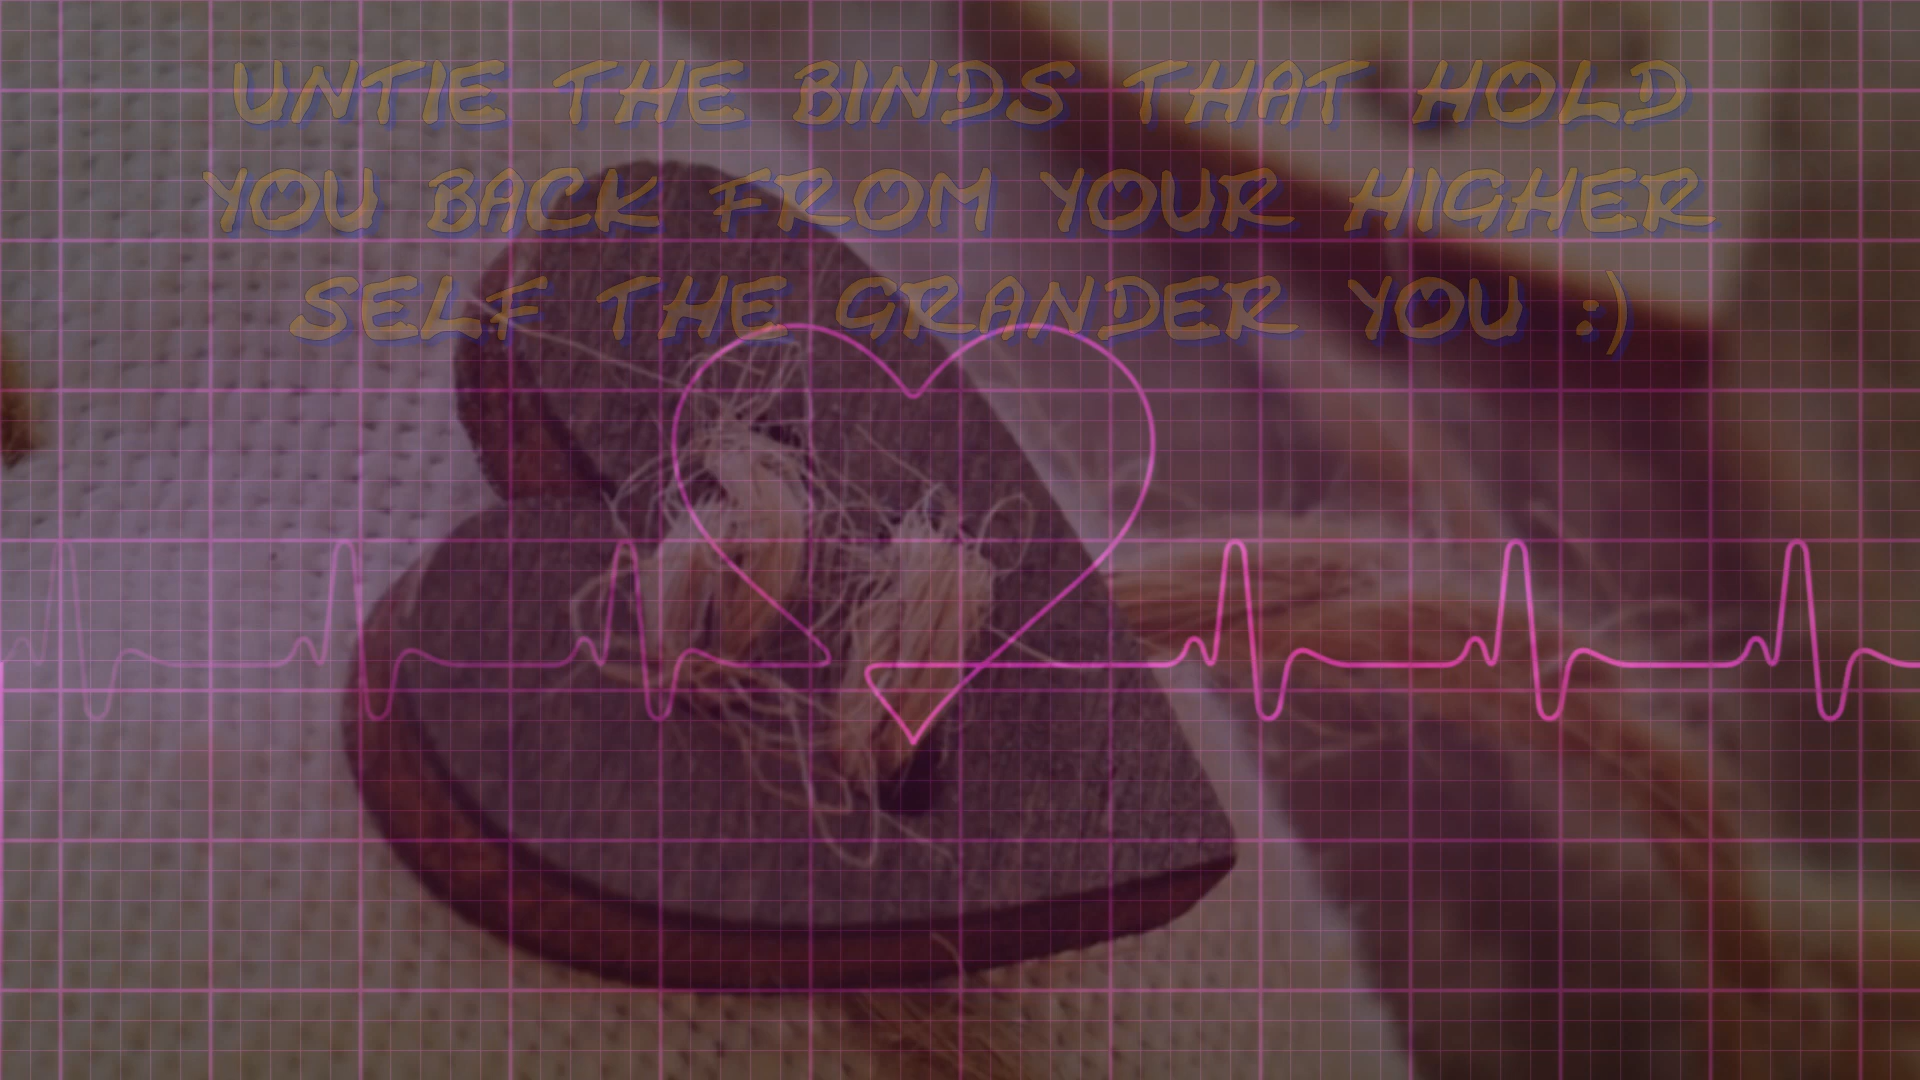 UNTIE THE BINDS THAT HOLD
YOU BACK FROM YOUR HIGHER
SELF THE GRANDER YOU :)